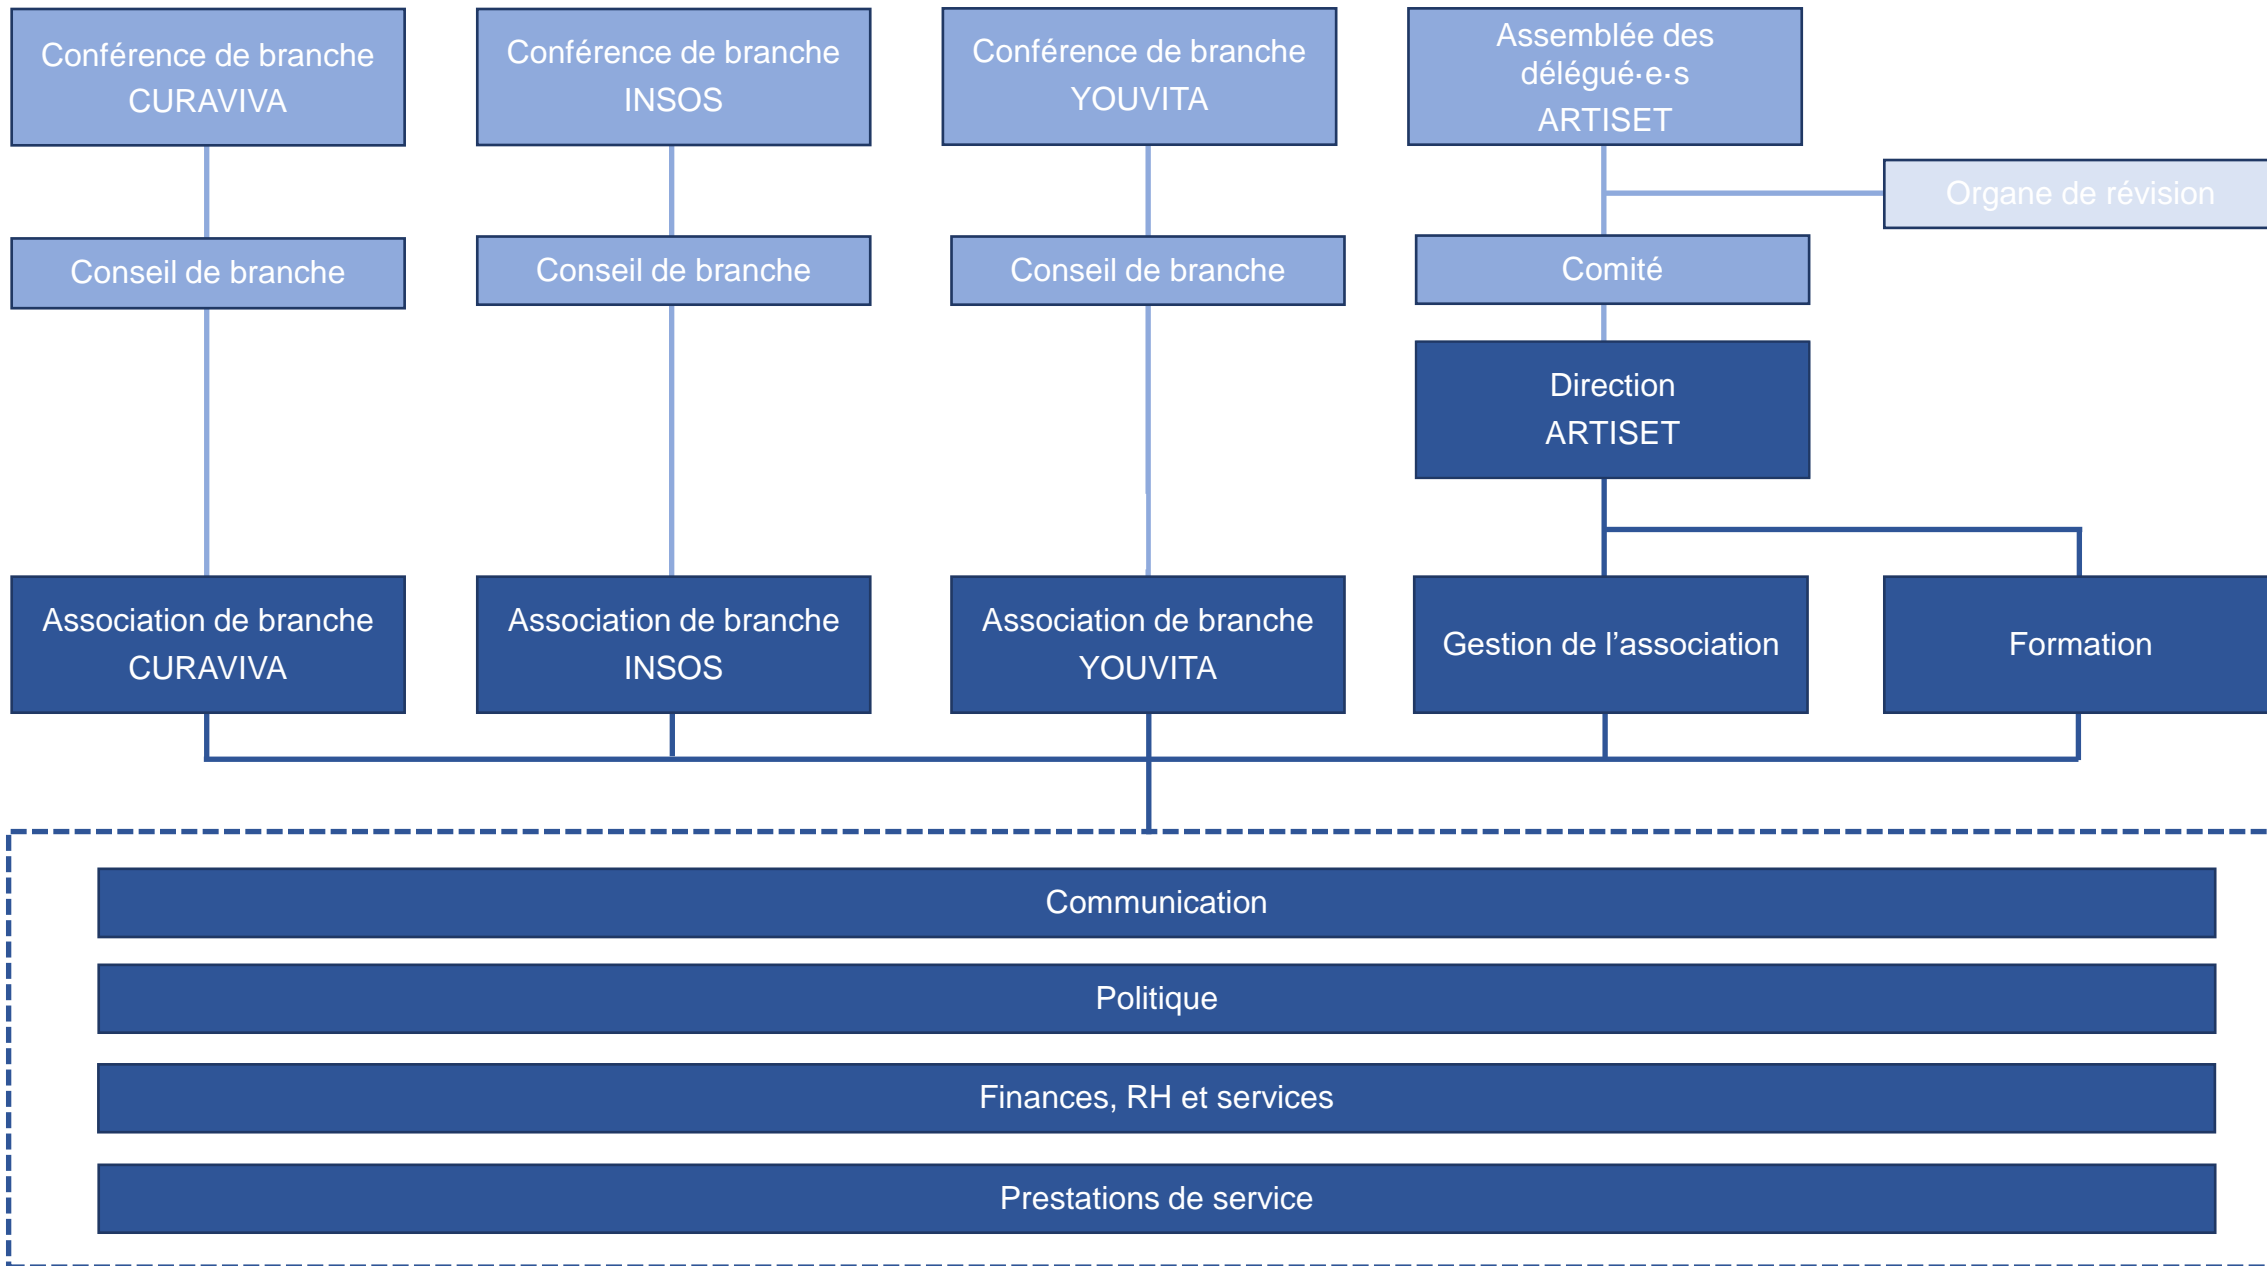 Conférence de branche
CURAVIVA
Conférence de branche
INSOS
Conférence de branche
YOUVITA
Assemblée des
délégué·e·s
ARTISET
Organe de révision
Conseil de branche
Conseil de branche
Conseil de branche
Comité
Direction
ARTISET
Association de branche
CURAVIVA
Association de branche
INSOS
Association de branche
YOUVITA
Gestion de l’association
Formation
Communication
Politique
Finances, RH et services
Prestations de service